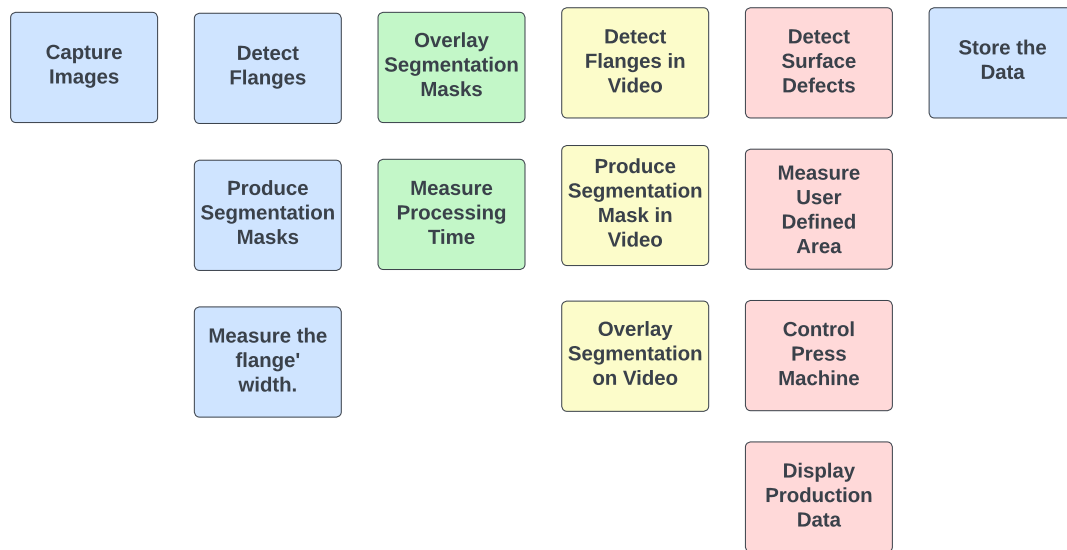 Capture
Images
Detect
Flanges
Overlay
Segmentation
Masks
Detect
Flanges in
Video
Detect
Surface
Defects
Store the
Data
Produce
Segmentation
Masks
Measure
Processing
Time
Produce
Segmentation
Mask in
Video
Measure
User
Defined
Area
Measure the
flange'
width.
Overlay
Segmentation
on Video
Control
Press
Machine
Display
Production
Data